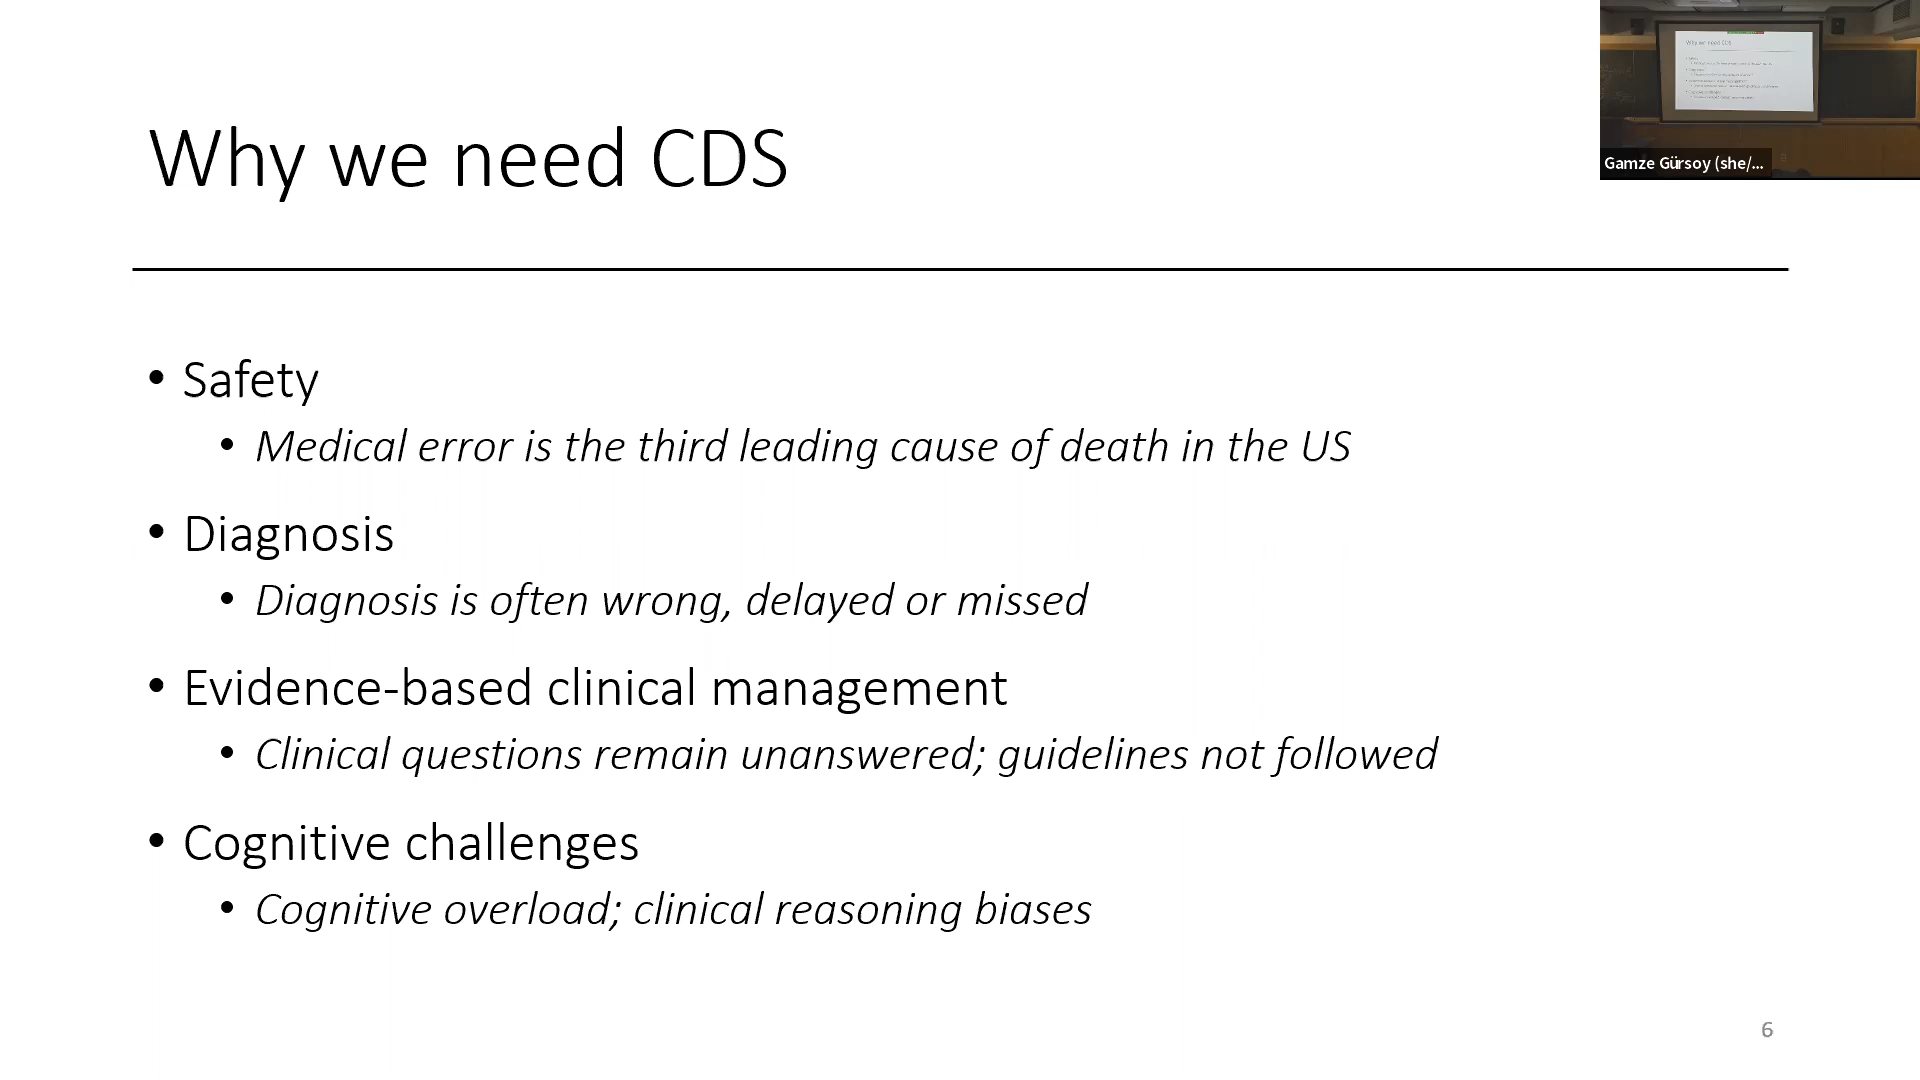 Why we need CDS
Gamze Gürsoy (she/...
• Safety
• Medical error is the third leading cause of death in the US
• Diagnosis
• Diagnosis is often wrong, delayed or missed
• Evidence-based clinical management
• Clinical questions remain unanswered; guidelines not followed
• Cognitive challenges
• Cognitive overload; clinical reasoning biases
6